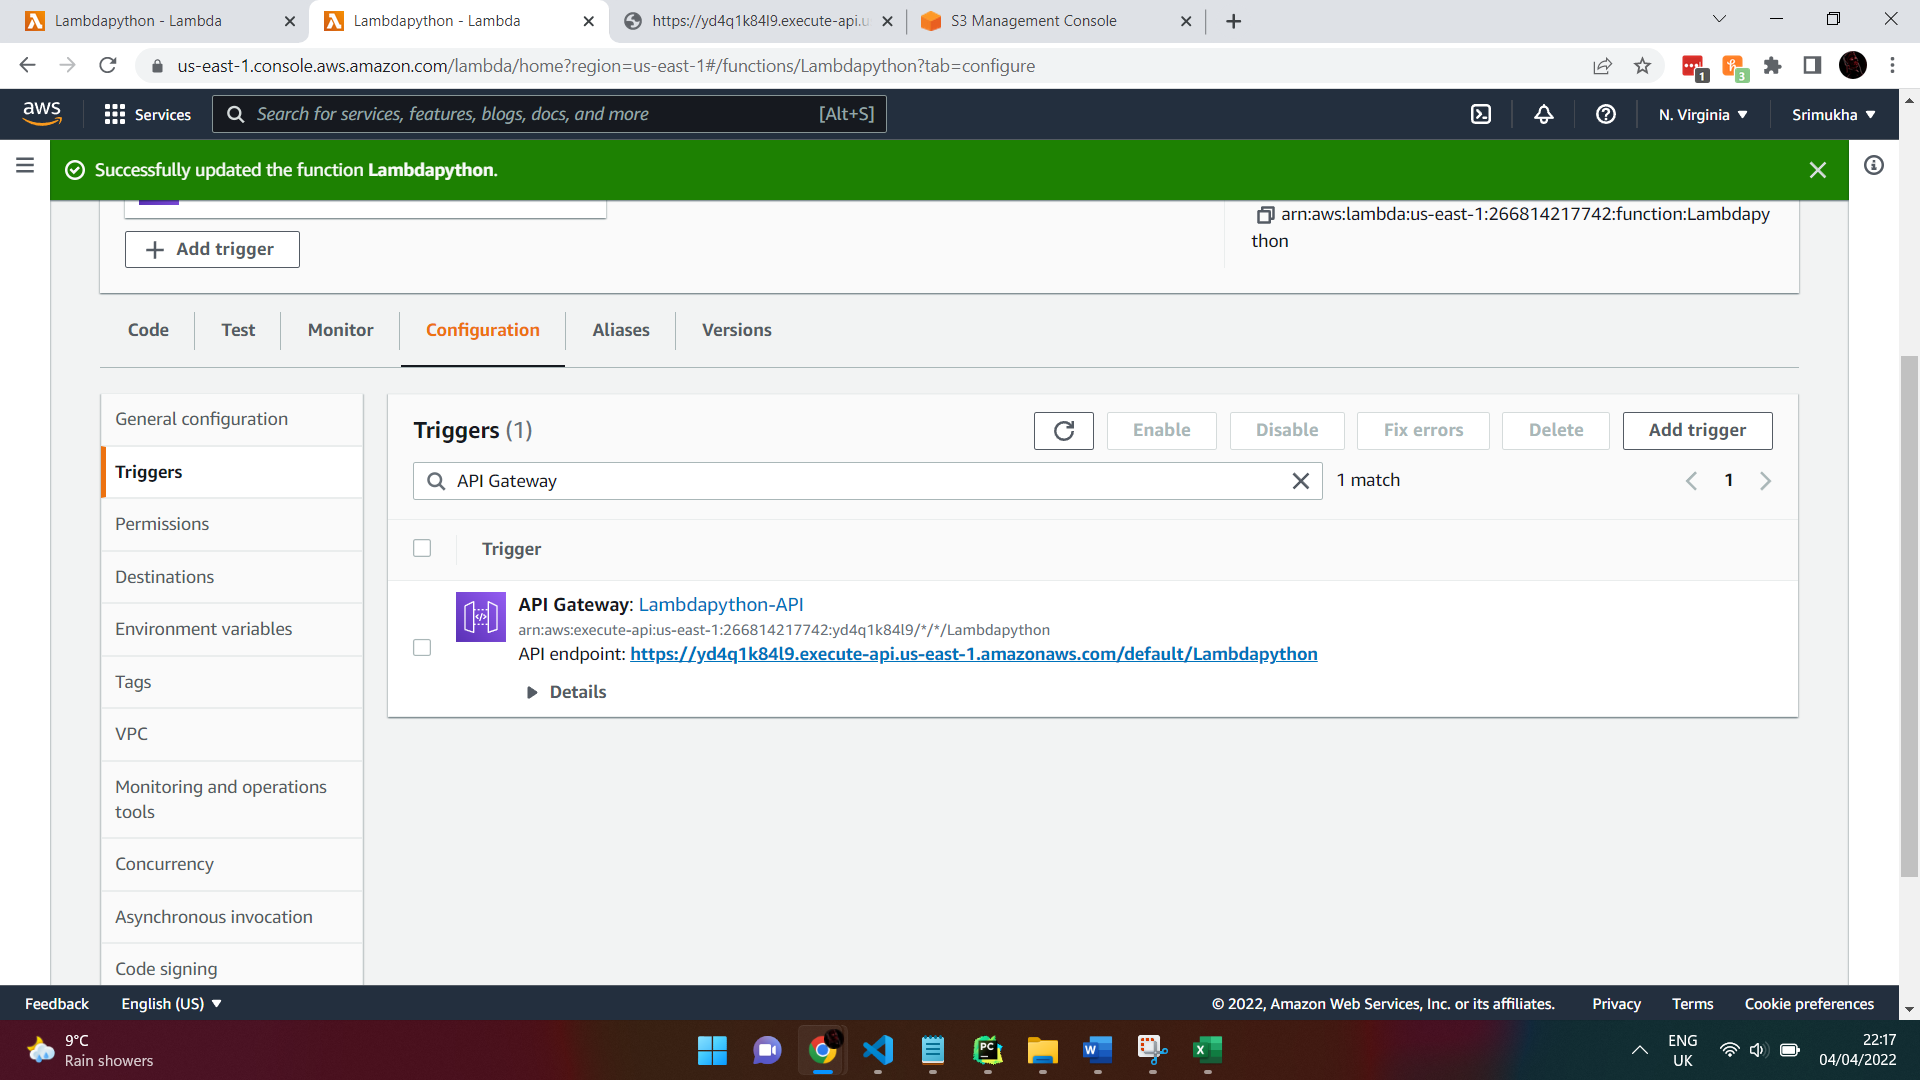 Lambdapython - Lambda
Lambdapython - Lambda
https://yd4q1k84l9.execute-api.u
S3 Management Console
us-east-1.console.aws.amazon.com/lambda/home?region=us-east-1#/functions/Lambdapython?tab=configure
1
3
aws
Services
Search for services, features, blogs, docs, and more
[Alt+S]
N. Virginia
Srimukha
Successfully updated the function Lambdapython.
arn:aws:lambda:us-east-1:266814217742:function:Lambdapy
thon
Add trigger
Code
Test
Monitor
Configuration
Aliases
Versions
General configuration
Triggers
Permissions
Destinations
Environment variables
Tags
VPC
Monitoring and operations
tools
Concurrency
Asynchronous invocation
Code signing
Triggers (1)
Enable
Disable
Fix errors
Delete
Add trigger
API Gateway
1 match
1
Trigger
API Gateway: Lambdapython-API
arn:aws:execute-api:us-east-1:266814217742:yd4q1k84l9/*/*/Lambdapython
API endpoint: https://yd4q1k84l9.execute-api.us-east-1.amazonaws.com/default/Lambdapython
Details
Feedback
English (US)
© 2022, Amazon Web Services, Inc. or its affiliates.
Privacy
Terms
Cookie preferences
9°C
Rain showers
PC
W
X
ENG
UK
22:17
04/04/2022